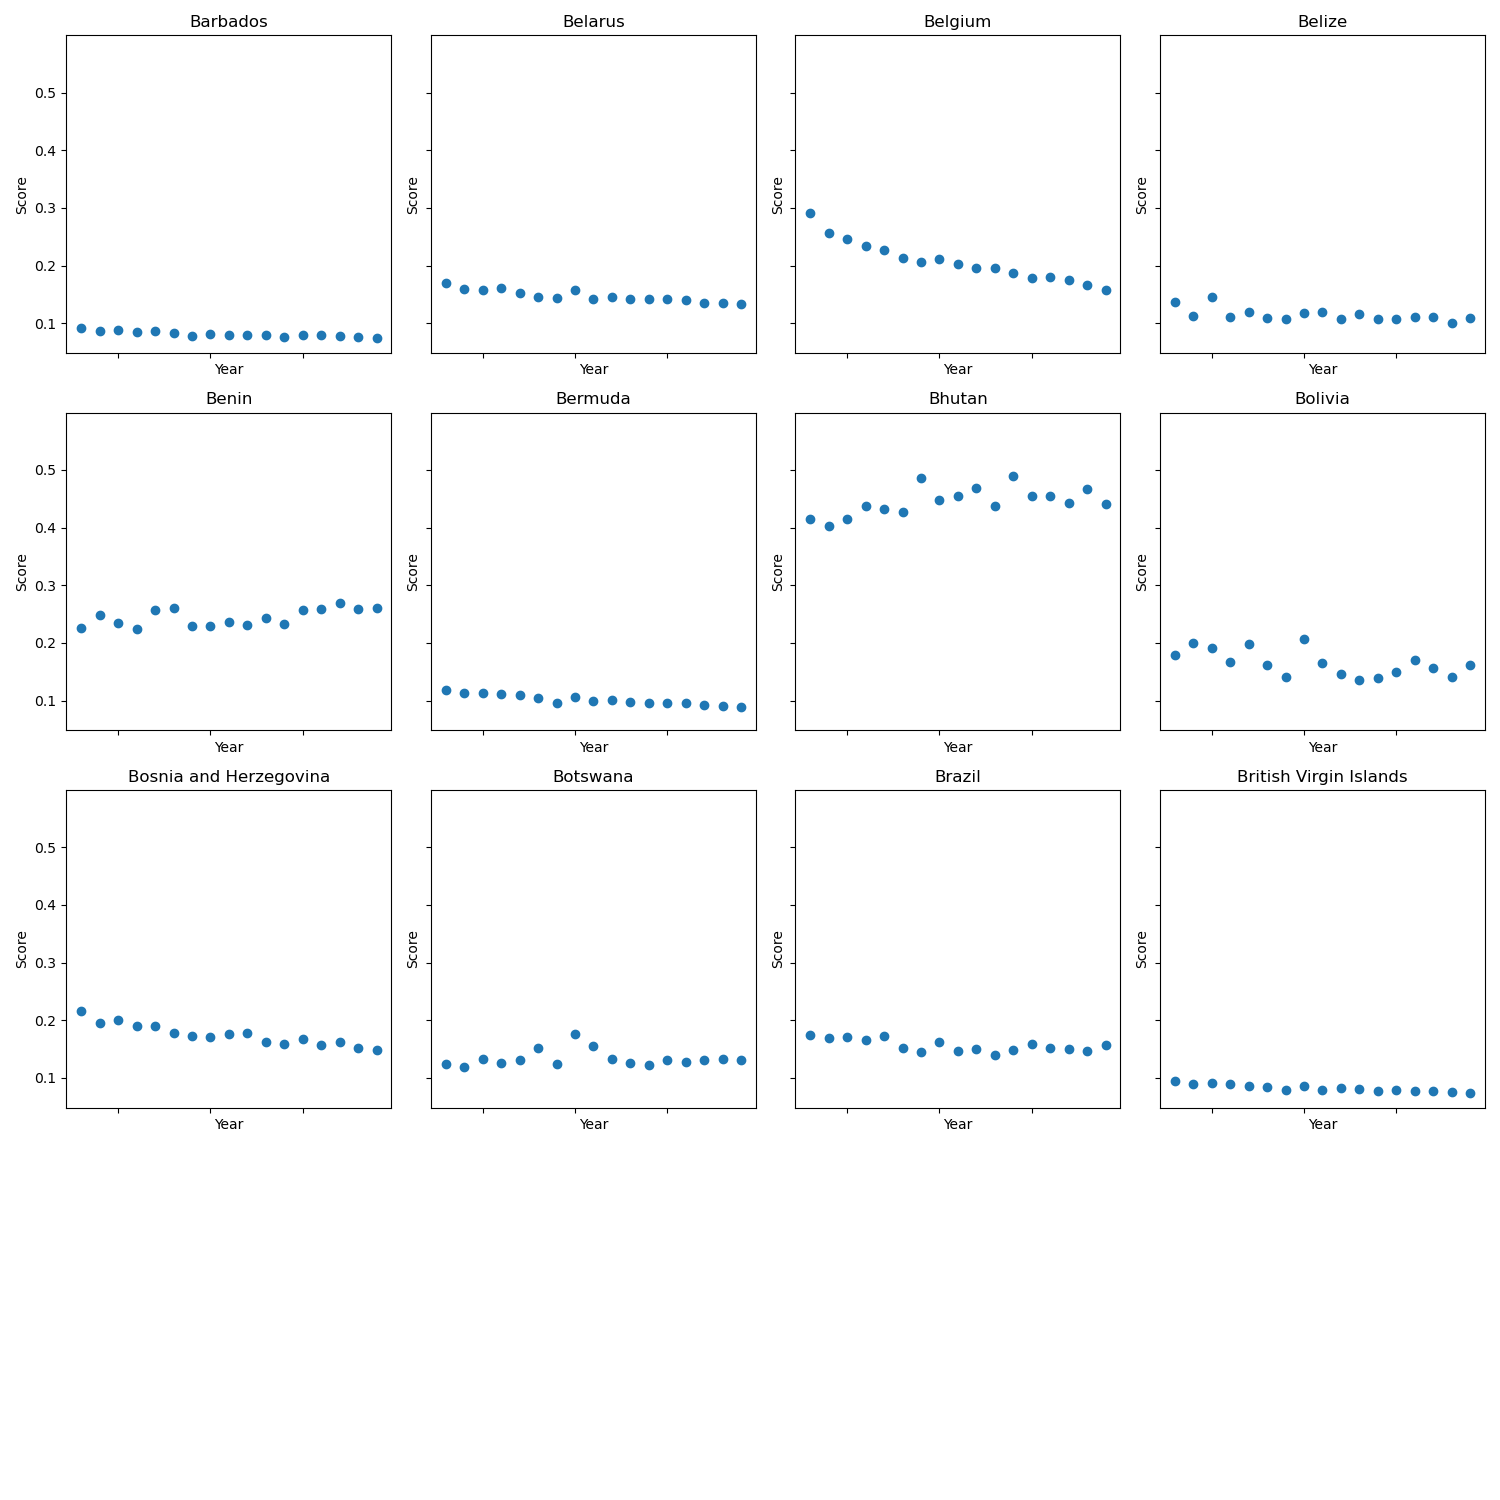 Barbados
Belarus
Belgium
Belize
0.5
0.4
0.3
0.2
0.1
Score
Score
Score
Score
Year
Year
Year
Year
Benin
Bermuda
Bhutan
Bolivia
0.5
0.4
0.3
0.2
0.1
Score
Score
Score
Score
Year
Year
Year
Year
Bosnia and Herzegovina
Botswana
Brazil
British Virgin Islands
0.5
0.4
0.3
0.2
0.1
Score
Score
Score
Score
Year
Year
Year
Year